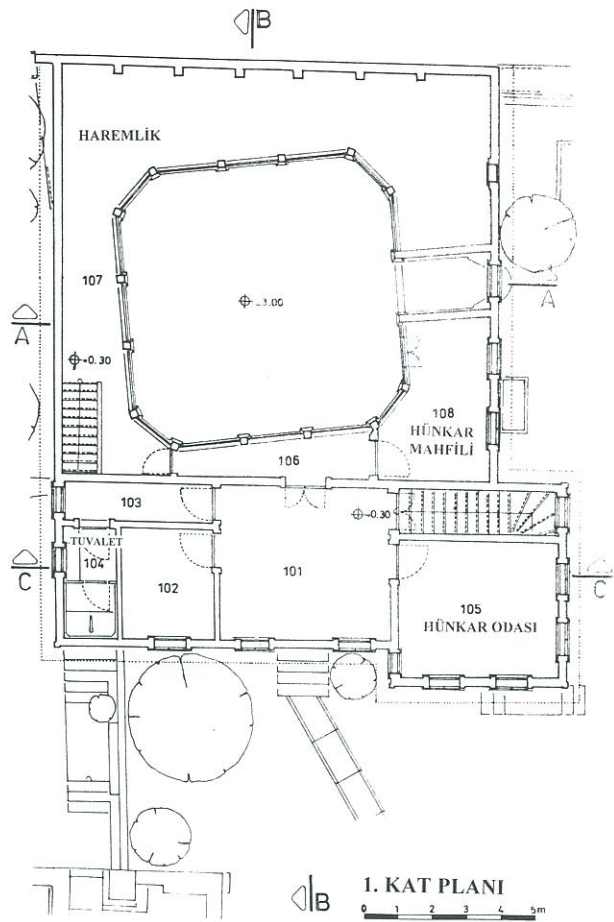 B
HAREMLİK
107
-3.00
A
A
+0.30
108
HÜNKAR
MAHFİLİ
106
103
-0.30
TUVALET
104
102
101
C
C
105
HÜNKAR ODASI
B
1. KAT PLANI
0 1 2 3 4 5m